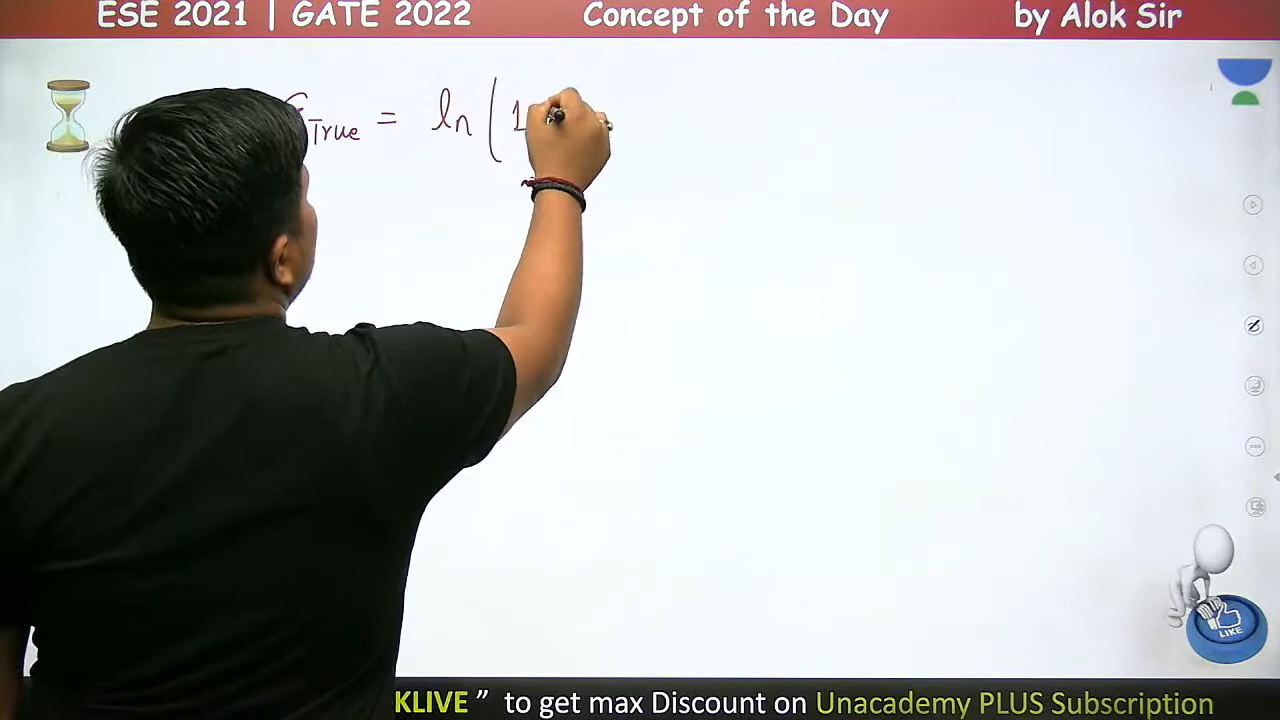 ESE 2021 | GATE 2022 Concept of the Day by Alok Sir
ϵTrue = ln ( 1
LIKE
KLIVE ” to get max Discount on Unacademy PLUS Subscription